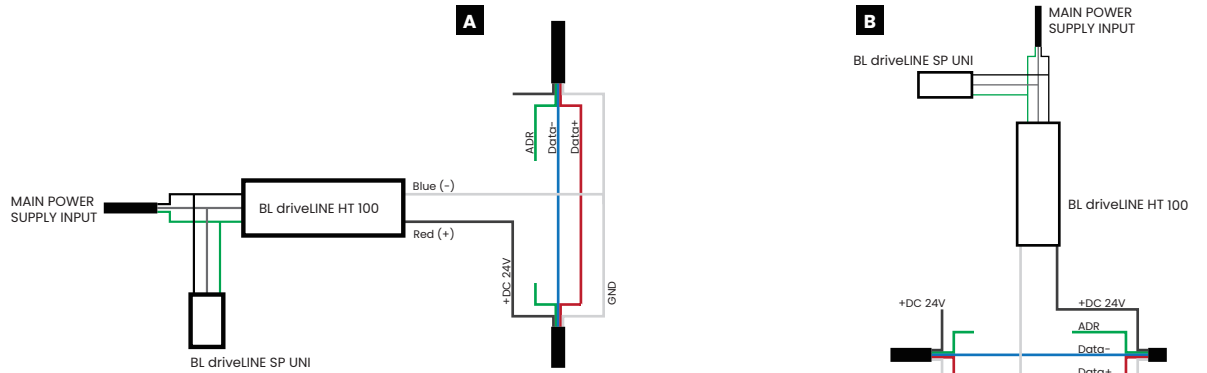 A
ADR
Data-
Data+
MAIN POWER
SUPPLY INPUT
BL driveLINE HT 100
Blue (-)
Red (+)
+DC 24V
GND
BL driveLINE SP UNI
B
MAIN POWER
SUPPLY INPUT
BL driveLINE SP UNI
BL driveLINE HT 100
+DC 24V
+DC 24V
ADR
Data-
Data+